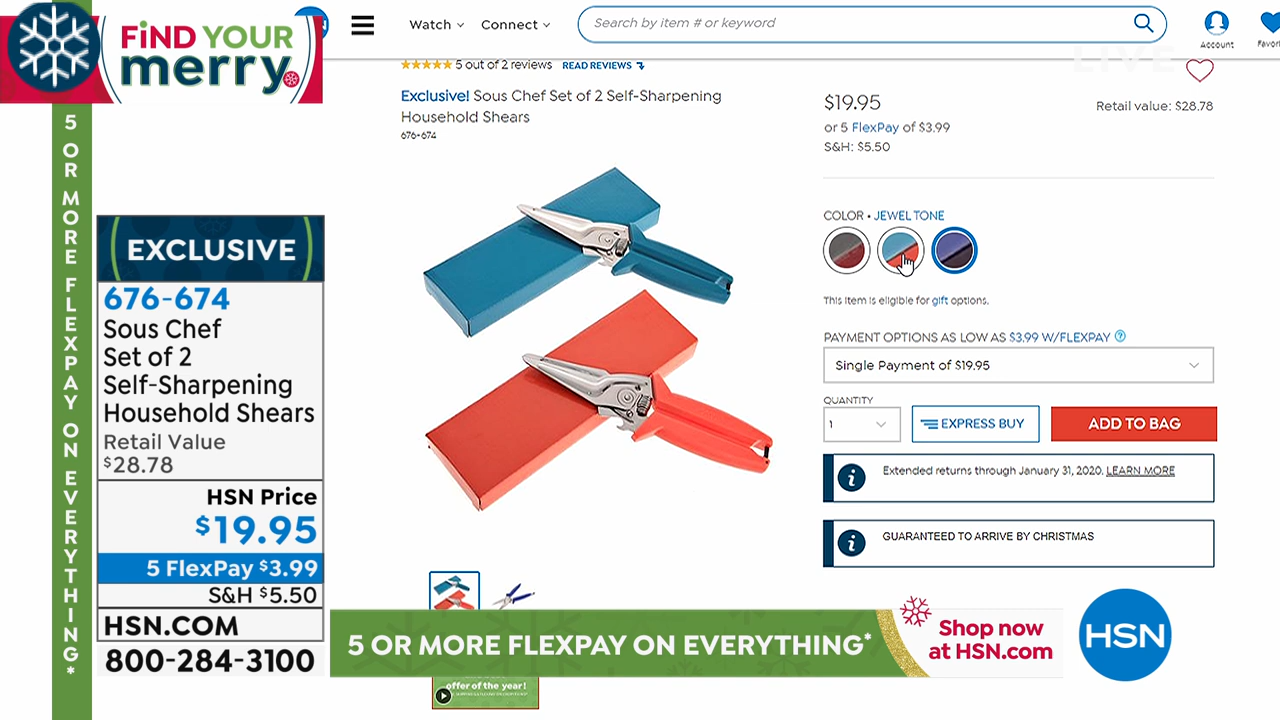 FiND YOUR
merry.
Watch
Connect
Search by item # or keyword
Account
LIVE
5 out of 2 reviews READ REVIEWS
Exclusive! Sous Chef Set of 2 Self-Sharpening
Household Shears
676-674
$19.95
Retail value: $28.78
or 5 FlexPay of $3.99
S&H: $5.50
COLOR • JEWEL TONE
This item is eligible for gift options.
PAYMENT OPTIONS AS LOW AS $3.99 W/FLEXPAY ?
Single Payment of $19.95
QUANTITY
1
EXPRESS BUY
ADD TO BAG
i
Extended returns through January 31, 2020. LEARN MORE
i
GUARANTEED TO ARRIVE BY CHRISTMAS
5 OR MORE FLEXPAY ON EVERYTHING*
EXCLUSIVE
676-674
Sous Chef
Set of 2
Self-Sharpening
Household Shears
Retail Value
$28.78
HSN Price
$19.95
5 FlexPay $3.99
S&H $5.50
HSN.COM
800-284-3100
5 OR MORE FLEXPAY ON EVERYTHING*
Shop now
at HSN.com
HSN
offer of the year!